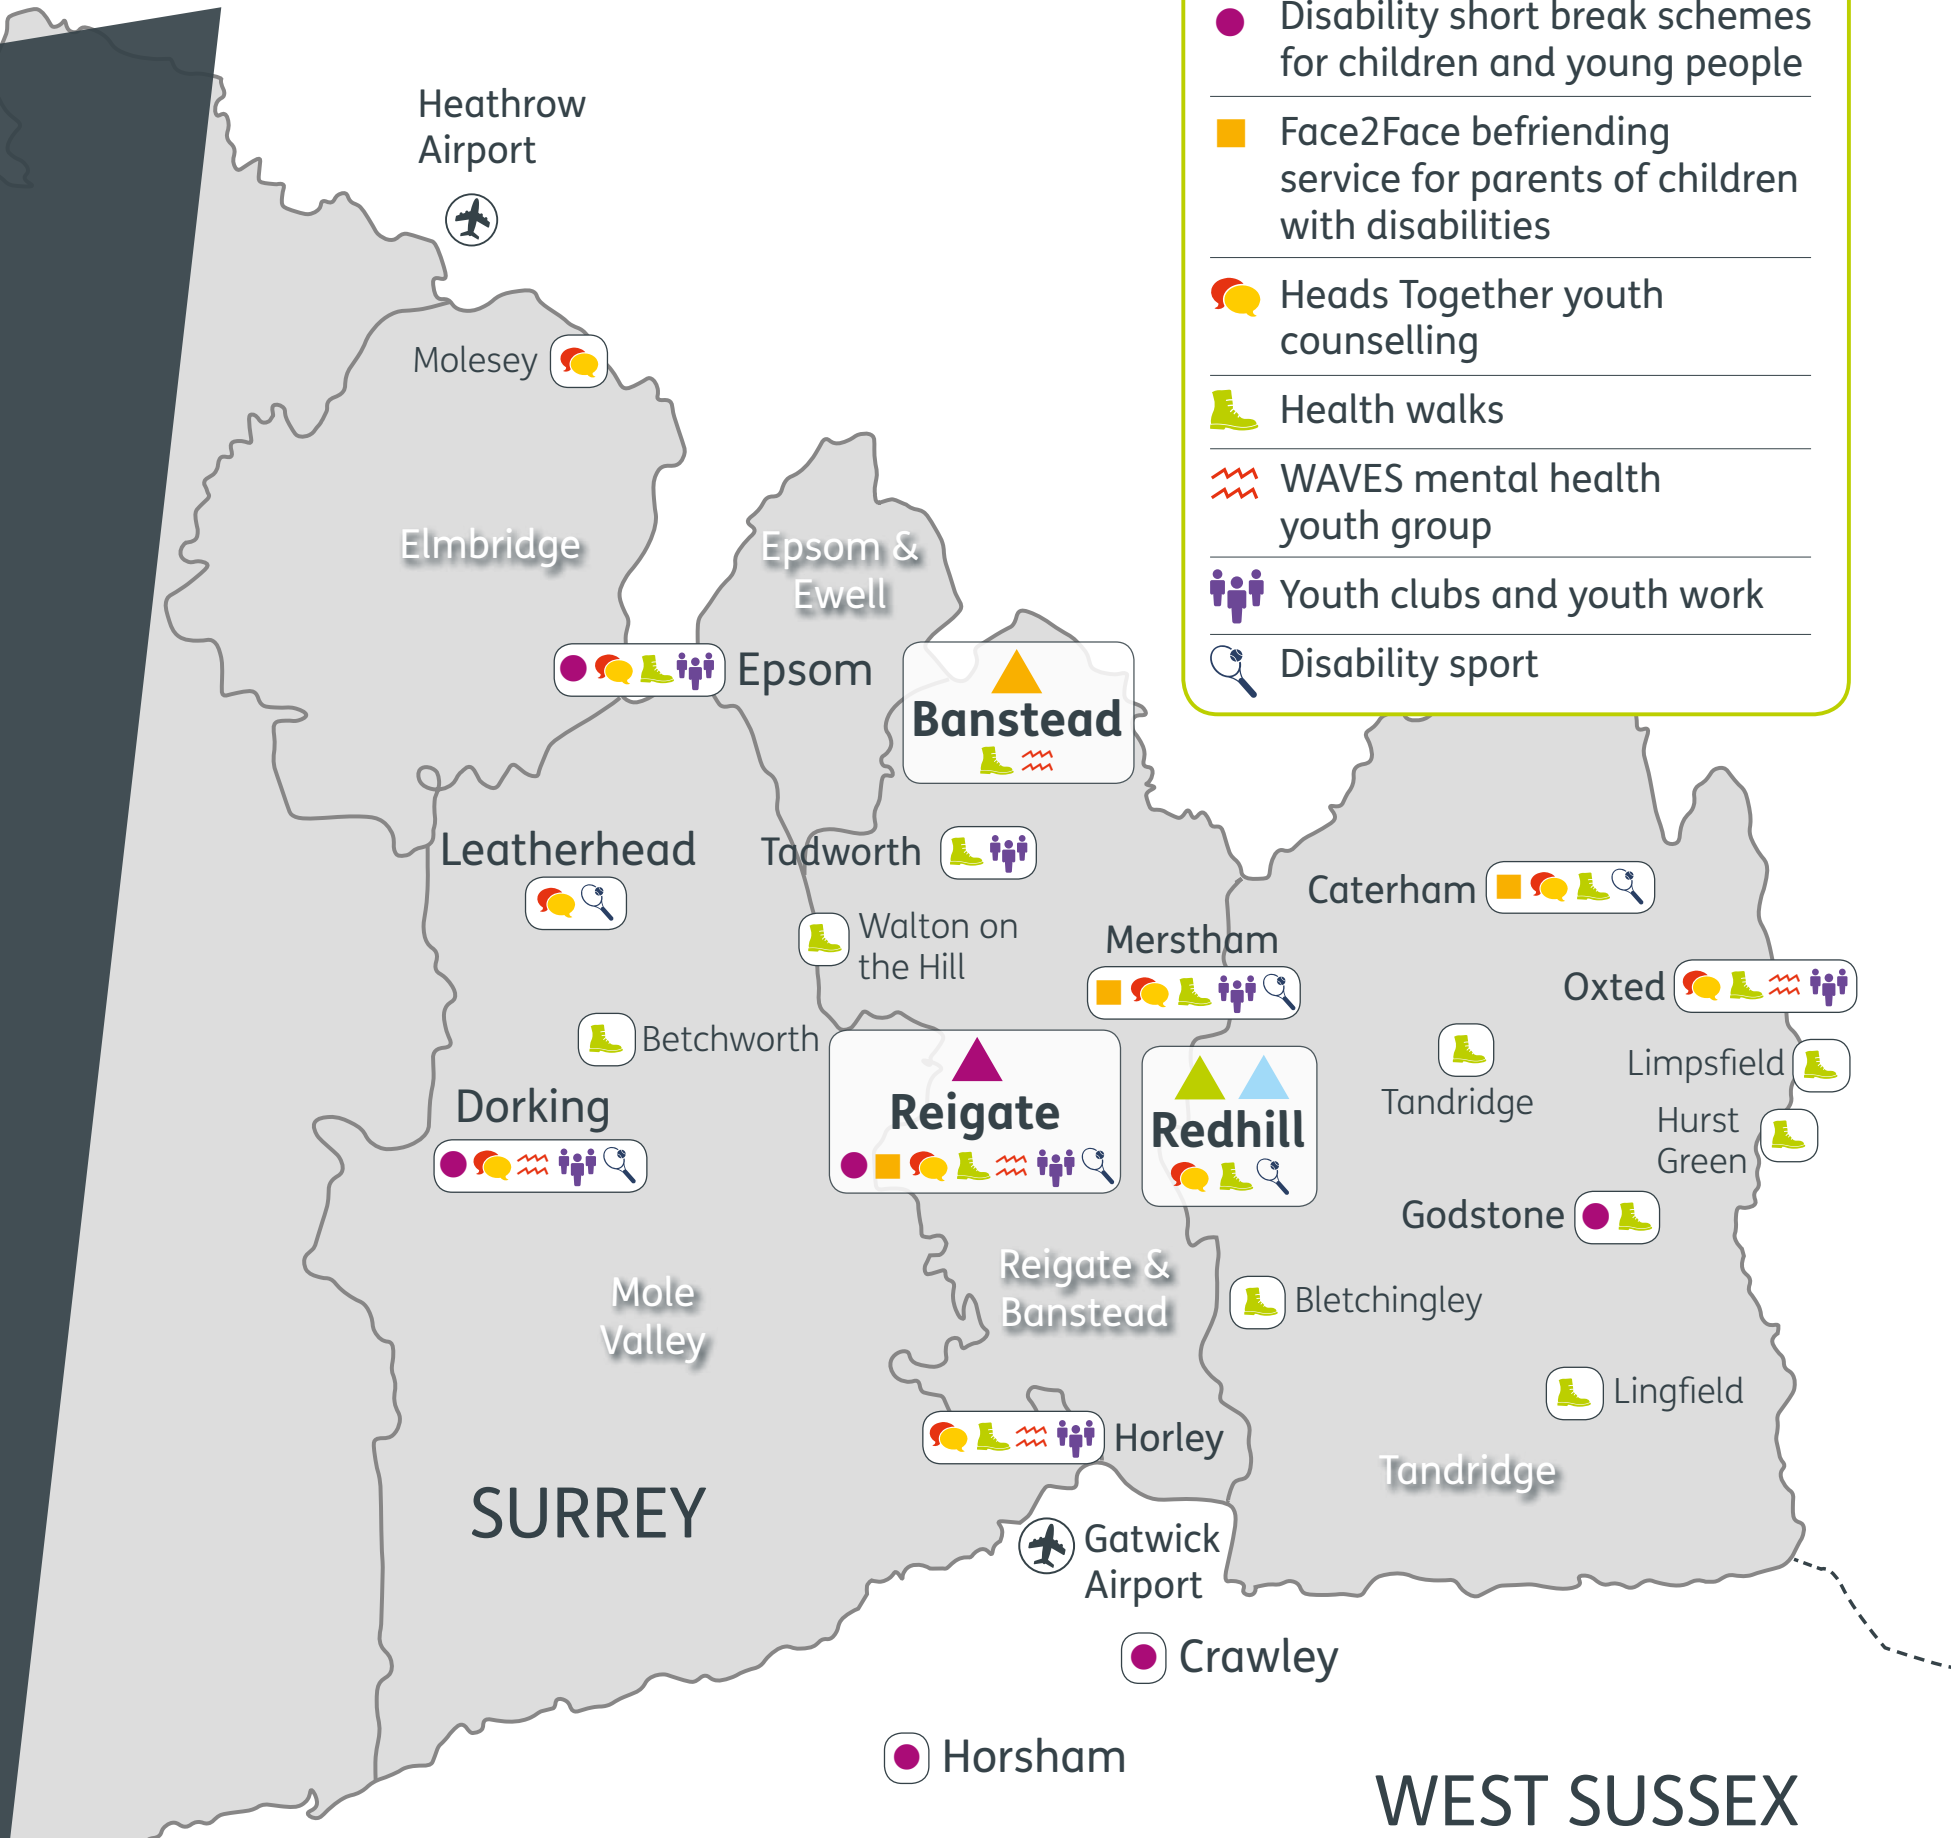 Disability short break schemes
for children and young people
Face2Face befriending
service for parents of children
with disabilities
Heads Together youth
counselling
Health walks
WAVES mental health
youth group
Youth clubs and youth work
Disability sport
Heathrow
Airport
Molesey
Elmbridge
Epsom &
Ewell
Epsom
Banstead
Leatherhead
Tadworth
Walton on
the Hill
Caterham
Merstham
Oxted
Betchworth
Limpsfield
Tandridge
Dorking
Reigate
Redhill
Hurst
Green
Godstone
Reigate &
Banstead
Mole
Valley
Bletchingley
Lingfield
Horley
Tandridge
SURREY
Gatwick
Airport
Crawley
Horsham
WEST SUSSEX